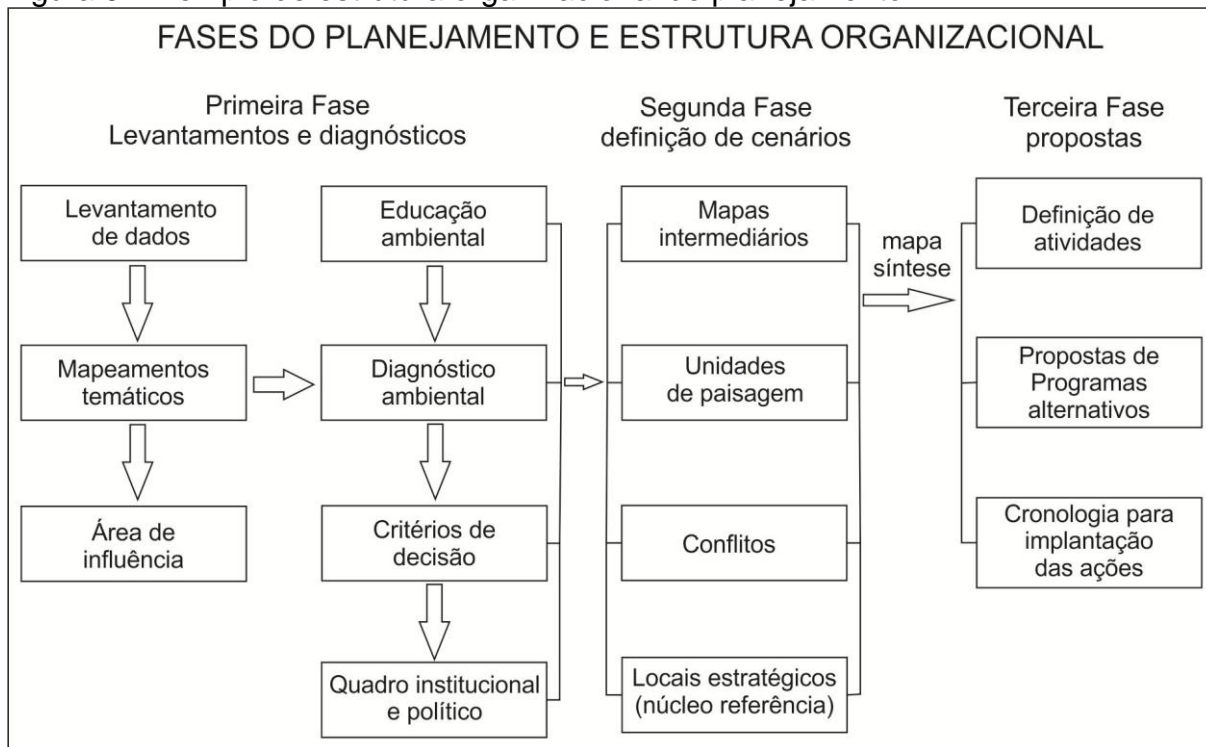 FASES DO PLANEJAMENTO E ESTRUTURA ORGANIZACIONAL
Primeira Fase
Levantamentos e diagnósticos
Levantamento
de dados
Mapeamentos
temáticos
Área de
influência
Educação
ambiental
Diagnóstico
ambiental
Critérios de
decisão
Quadro institucional
e político
Segunda Fase
definição de cenários
Mapas
intermediários
Unidades
de paisagem
Conflitos
Locais estratégicos
(núcleo referência)
mapa
síntese
Terceira Fase
propostas
Definição de
atividades
Propostas de
Programas
alternativos
Cronologia para
implantação
das ações